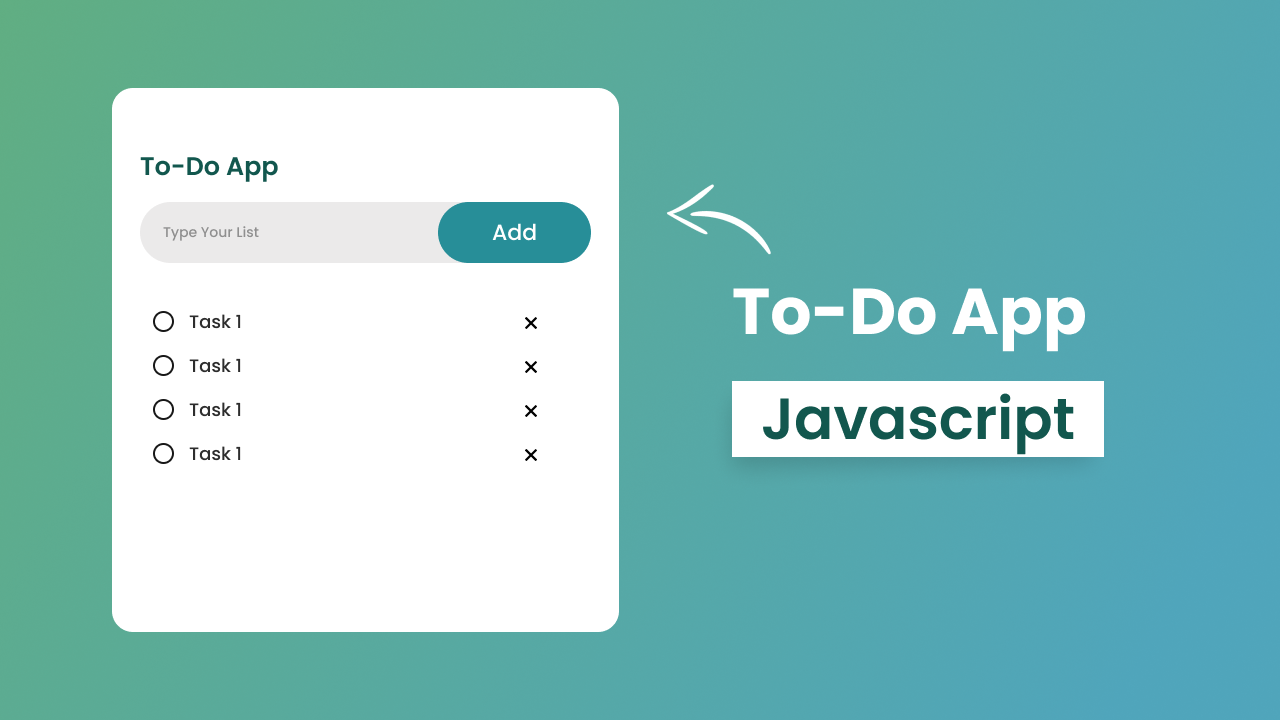 To-Do App
Type Your List
Add
Task 1
×
Task 1
×
Task 1
×
Task 1
×
To-Do App
Javascript